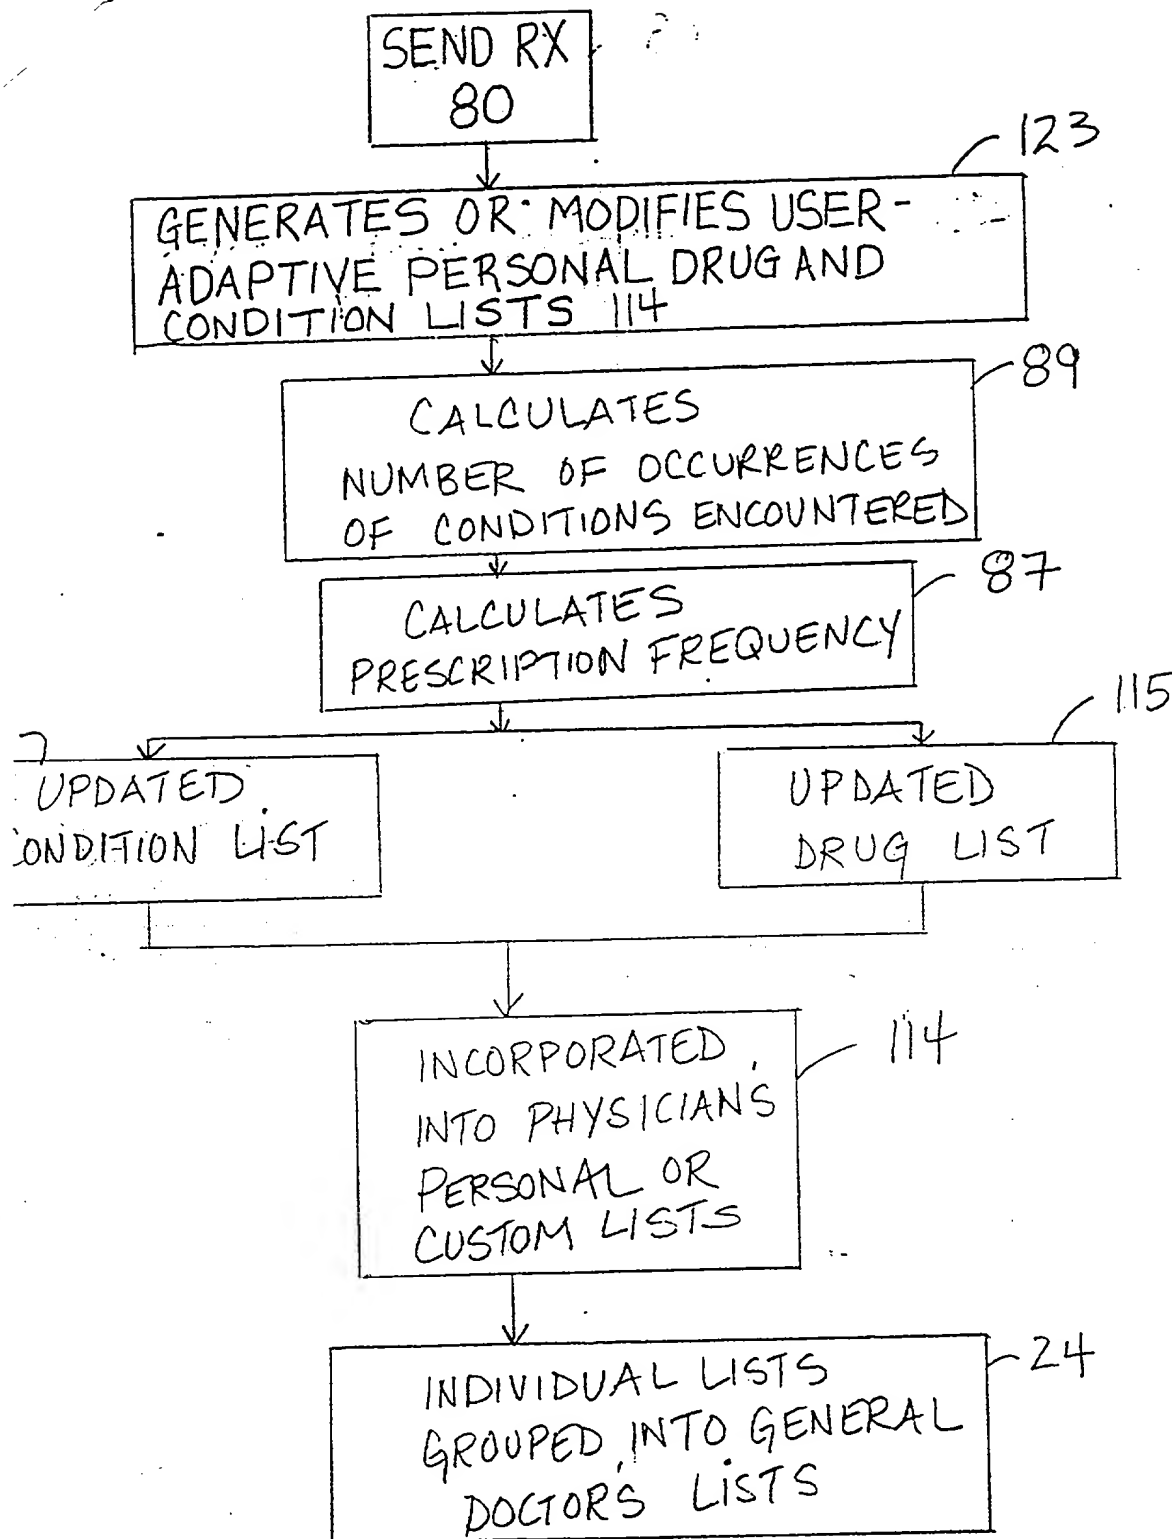 SEND RX
80
123
GENERATES OR MODIFIES USER-
ADAPTIVE PERSONAL DRUG AND
CONDITION LISTS 114
89
CALCULATES
NUMBER OF OCCURRENCES
OF CONDITIONS ENCOUNTERED
87
CALCULATES
PRESCRIPTION FREQUENCY
7
UPDATED
LIST
115
UPDATED
DRUG LIST
114
INCORPORATED
INTO PHYSICIAN'S
PERSONAL OR
CUSTOM LISTS
24
INDIVIDUAL LISTS
GROUPED INTO GENERAL
DOCTOR'S LISTS